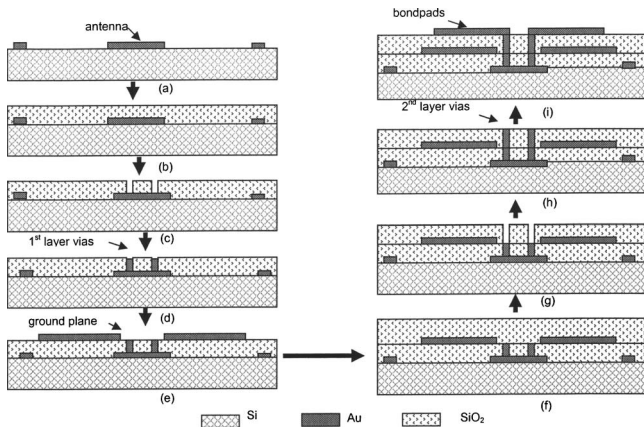 antenna
(a)
(b)
(c)
1st layer vias
(d)
ground plane
(e)
bondpads
(i)
2nd layer vias
(h)
(g)
(f)
Si
Au
SiO2